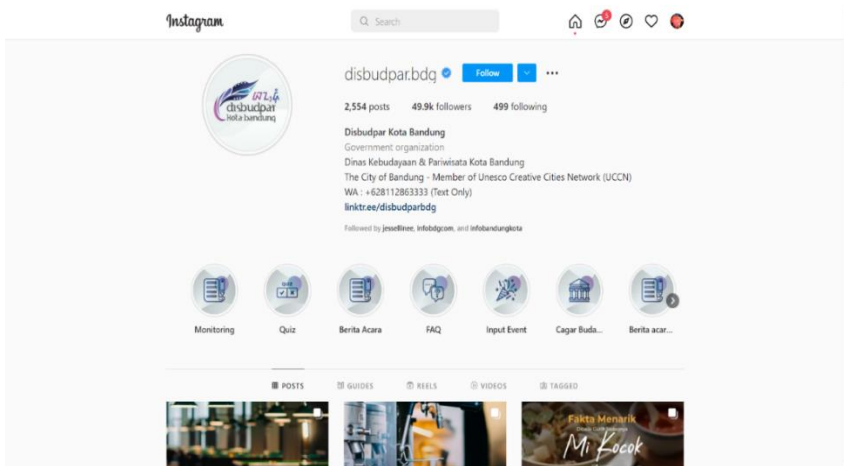 Instagram
Search
5
disbudpar
Kota bandung
disbudpar.bdg
Follow
2,554 posts 49.9k followers 499 following
Disbudpar Kota Bandung
Government organization
Dinas Kebudayaan & Pariwisata Kota Bandung
The City of Bandung - Member of Unesco Creative Cities Network (UCCN)
WA : +628112863333 (Text Only)
linktr.ee/disbudparbdg
Followed by jessellinee, infobdgcom, and infobandungkota
Monitoring Quiz Berita Acara FAQ Input Event Cagar Buda... Berita acar...
POSTS GUIDES REELS VIDEOS TAGGED
Fakta Menarik
Mi Kocok